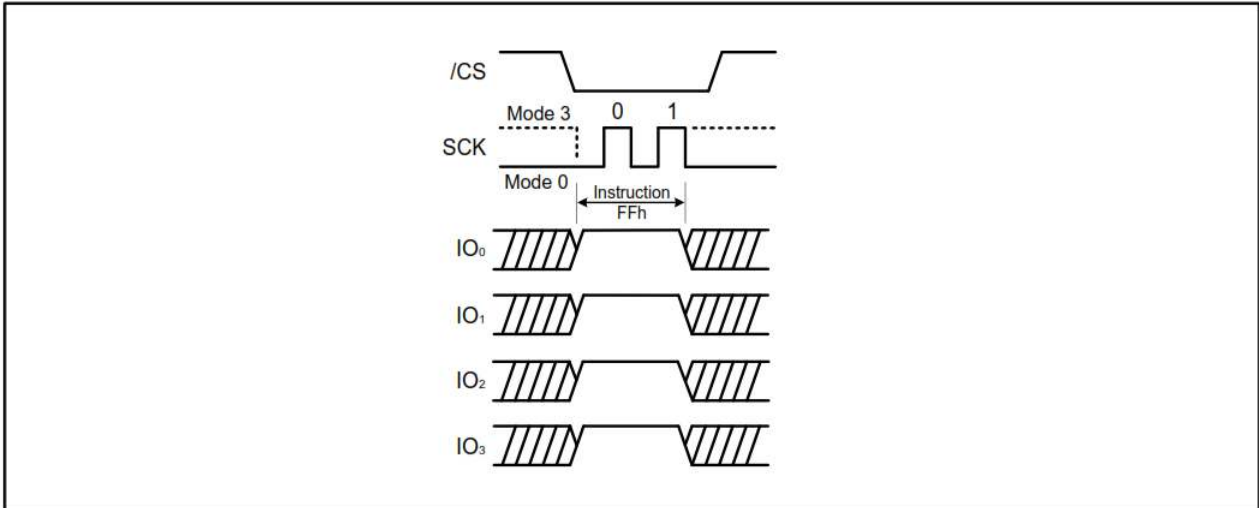 /CS
Mode 3 0 1
SCK
Mode 0
Instruction
FFh
IO₀
IO₁
IO₂
IO₃